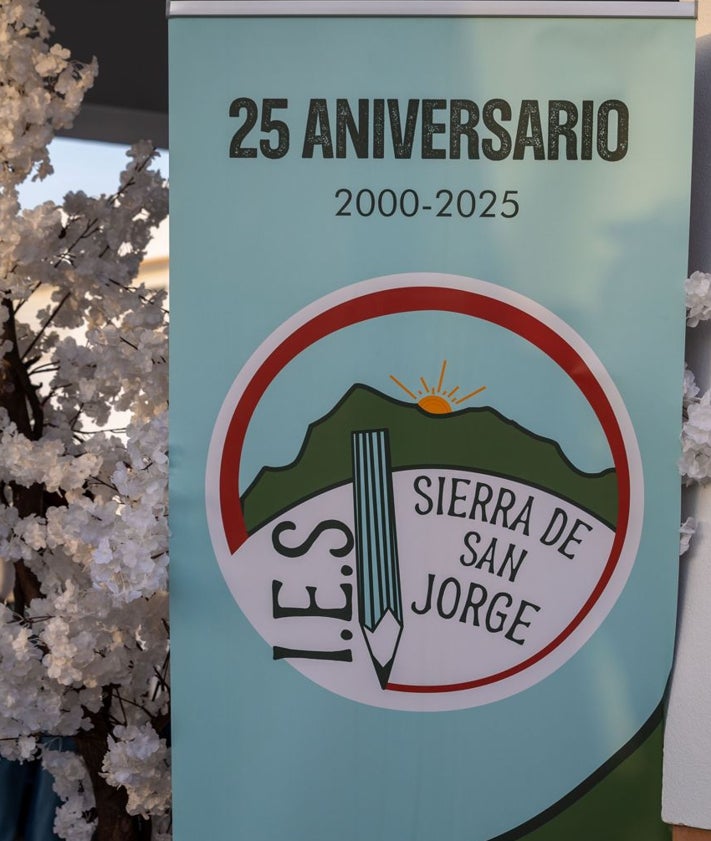 25 ANIVERSARIO
2000-2025
I.E.S
SIERRA DE
SAN
JORGE